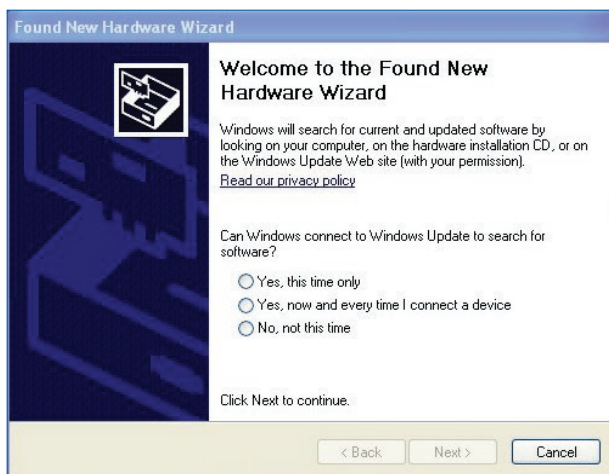 Found New Hardware Wizard
Welcome to the Found New
Hardware Wizard
Windows will search for current and updated software by
looking on your computer, on the hardware installation CD, or on
the Windows Update Web site (with your permission).
Read our privacy policy
Can Windows connect to Windows Update to search for
software?
Yes, this time only
Yes, now and every time I connect a device
No, not this time
Click Next to continue.
< Back
Next >
Cancel